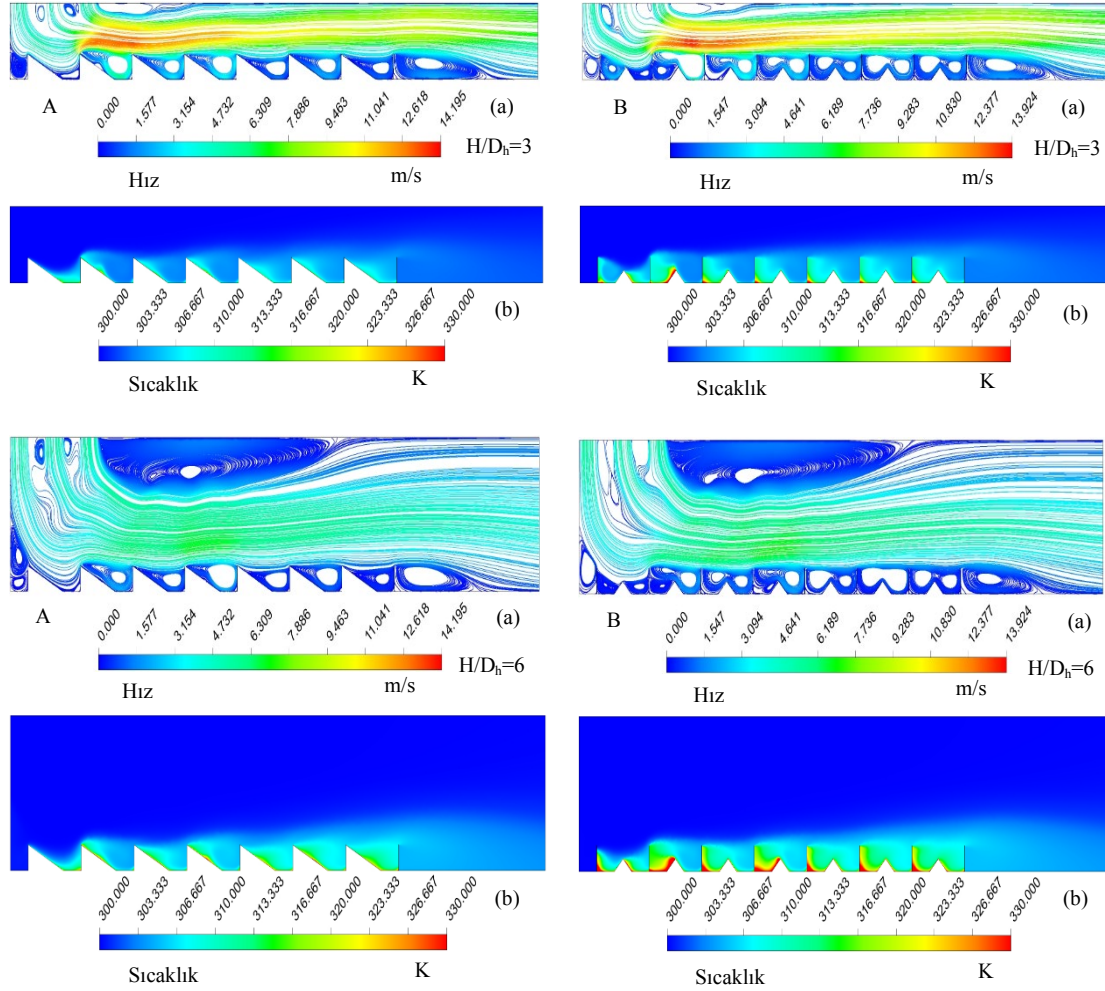 A
0.000 1.577 3.154 4.732 6.309 7.886 9.463 11.041 12.618 14.195
(a)
H/Dₕ=3
Hız m/s
B
0.000 1.547 3.094 4.641 6.189 7.736 9.283 10.830 12.377 13.924
(a)
H/Dₕ=3
Hız m/s
300.000 303.333 306.667 310.000 313.333 316.667 320.000 323.333 326.667 330.000
(b)
Sıcaklık K
300.000 303.333 306.667 310.000 313.333 316.667 320.000 323.333 326.667 330.000
(b)
Sıcaklık K
A
0.000 1.577 3.154 4.732 6.309 7.886 9.463 11.041 12.618 14.195
(a)
H/Dₕ=6
Hız m/s
B
0.000 1.547 3.094 4.641 6.189 7.736 9.283 10.830 12.377 13.924
(a)
H/Dₕ=6
Hız m/s
300.000 303.333 306.667 310.000 313.333 316.667 320.000 323.333 326.667 330.000
(b)
Sıcaklık K
300.000 303.333 306.667 310.000 313.333 316.667 320.000 323.333 326.667 330.000
(b)
Sıcaklık K